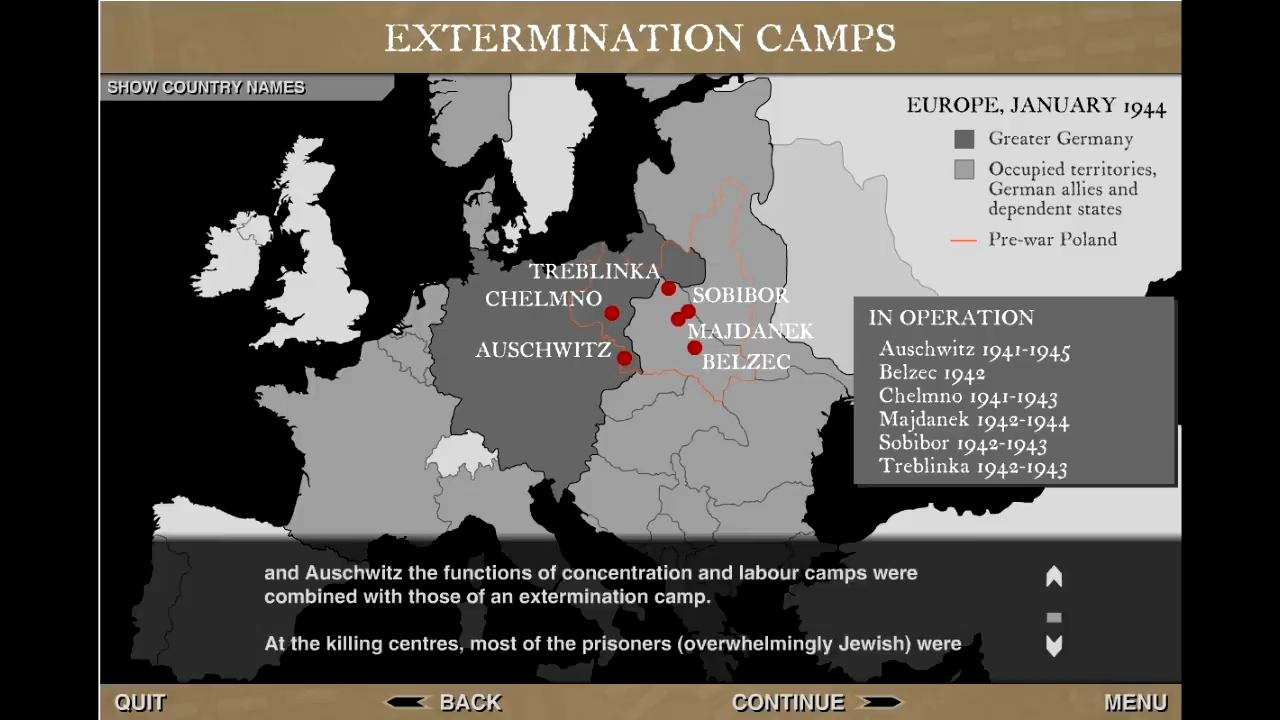 EXTERMINATION CAMPS
SHOW COUNTRY NAMES
EUROPE, JANUARY 1944
Greater Germany
Occupied territories,
German allies and
dependent states
Pre-war Poland
TREBLINKA
CHELMNO
SOBIBOR
MAJDANEK
AUSCHWITZ
BELZEC
IN OPERATION
Auschwitz 1941-1945
Belzec 1942
Chelmno 1941-1943
Majdanek 1942-1944
Sobibor 1942-1943
Treblinka 1942-1943
and Auschwitz the functions of concentration and labour camps were
combined with those of an extermination camp.
At the killing centres, most of the prisoners (overwhelmingly Jewish) were
QUIT
BACK
CONTINUE
MENU